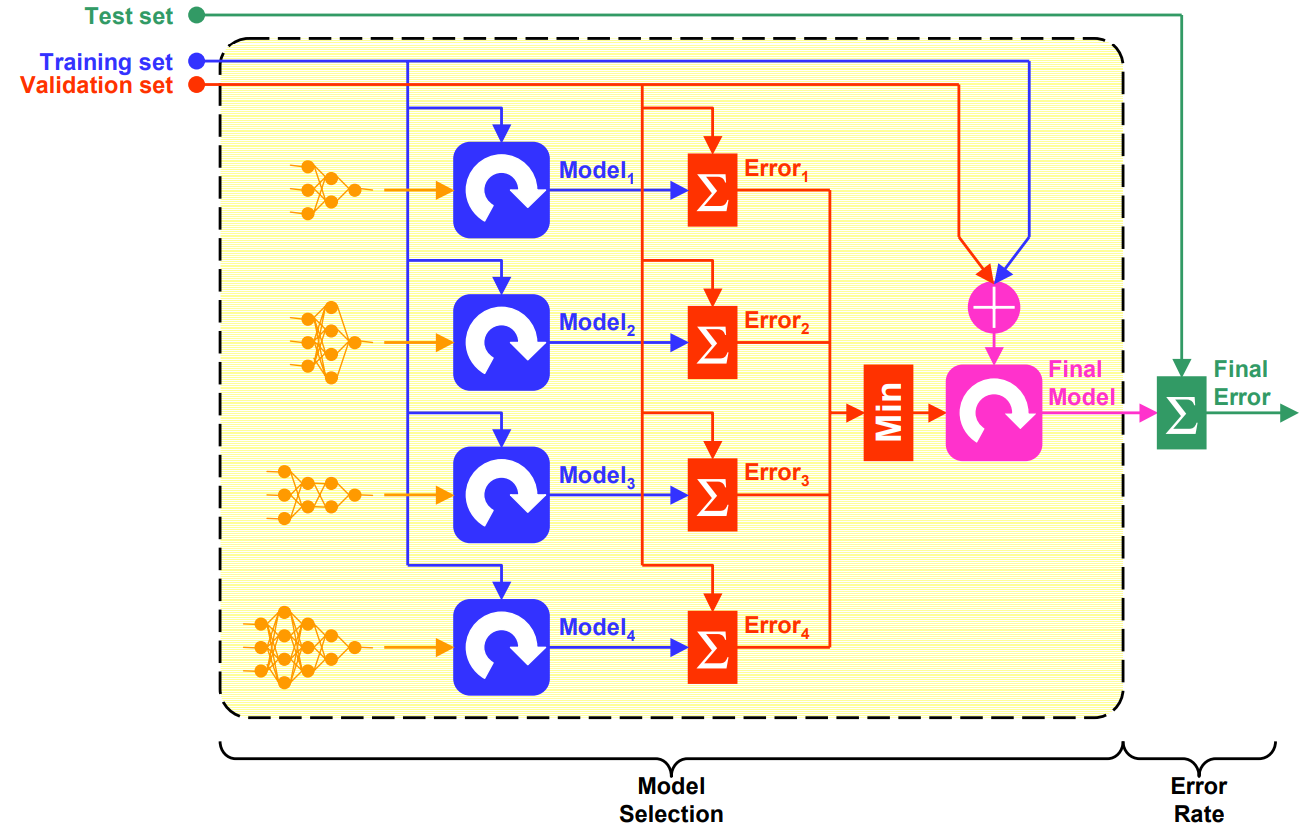 Test set
Training set
Validation set
Model1
Error1
Σ
Model2
Error2
Σ
Final
Model
Final
Error
Min
Σ
Model3
Error3
Σ
Model4
Error4
Σ
Model
Selection
Error
Rate